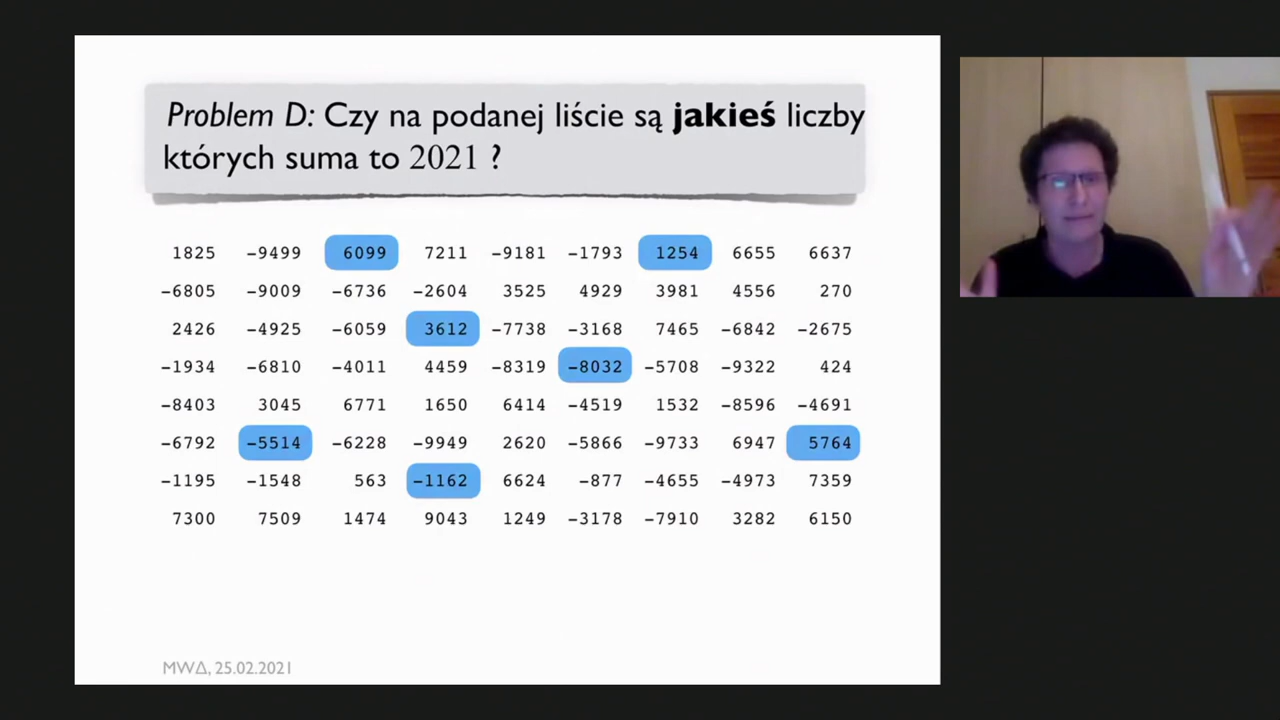 Problem D: Czy na podanej liście są jakieś liczby
których suma to 2021 ?
1825 −9499 6099 7211 −9181 −1793 1254 6655 6637
−6805 −9009 −6736 −2604 3525 4929 3981 4556 270
2426 −4925 −6059 3612 −7738 −3168 7465 −6842 −2675
−1934 −6810 −4011 4459 −8319 −8032 −5708 −9322 424
−8403 3045 6771 1650 6414 −4519 1532 −8596 −4691
−6792 −5514 −6228 −9949 2620 −5866 −9733 6947 5764
−1195 −1548 563 −1162 6624 −877 −4655 −4973 7359
7300 7509 1474 9043 1249 −3178 −7910 3282 6150
MW∆, 25.02.2021